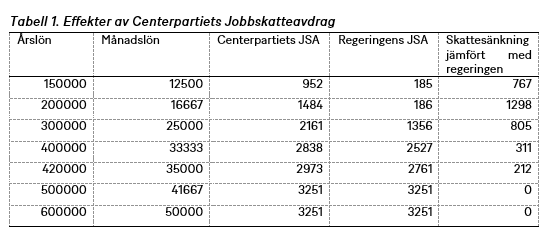 Tabell 1. Effekter av Centerpartiets Jobbskatteavdrag
Årslön Månadslön Centerpartiets JSA Regeringens JSA Skattesänkning
jämfört med
regeringen
150000 12500 952 185 767
200000 16667 1484 186 1298
300000 25000 2161 1356 805
400000 33333 2838 2527 311
420000 35000 2973 2761 212
500000 41667 3251 3251 0
600000 50000 3251 3251 0